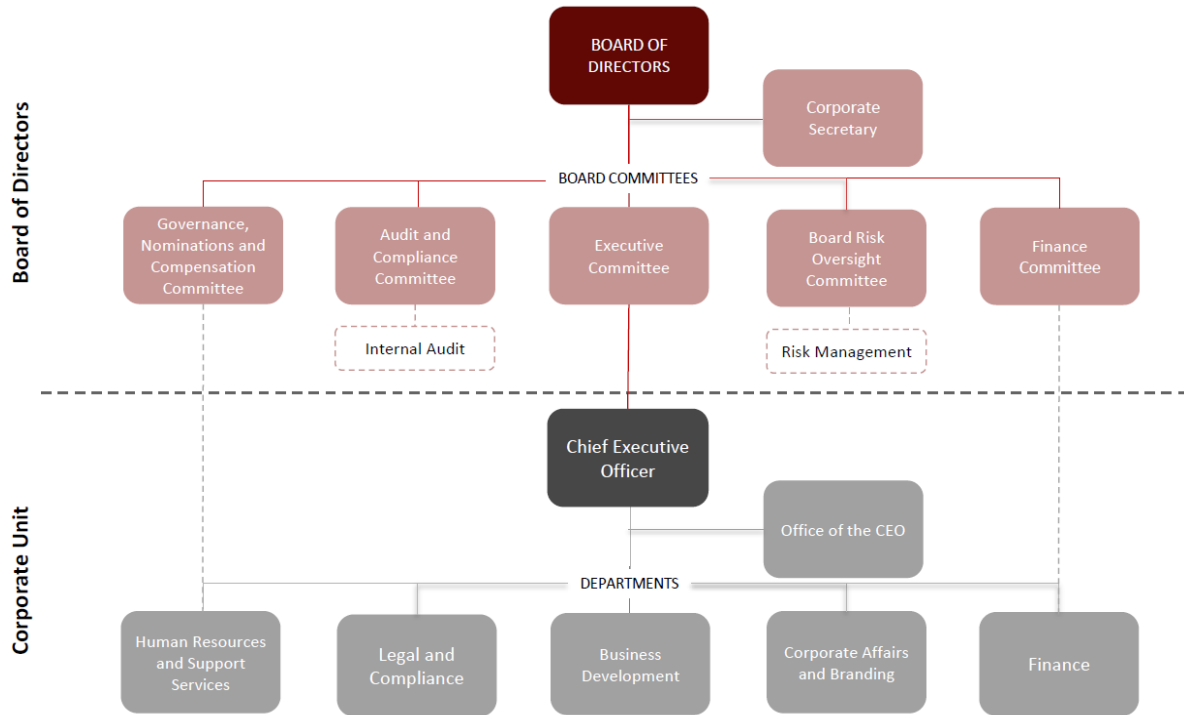 Board of Directors
BOARD OF
DIRECTORS
Corporate
Secretary
BOARD COMMITTEES
Governance,
Nominations and
Compensation
Committee
Audit and
Compliance
Committee
Executive
Committee
Board Risk
Oversight
Committee
Finance
Committee
Internal Audit
Risk Management
Corporate Unit
Chief Executive
Officer
Office of the CEO
DEPARTMENTS
Human Resources
and Support
Services
Legal and
Compliance
Business
Development
Corporate Affairs
and Branding
Finance